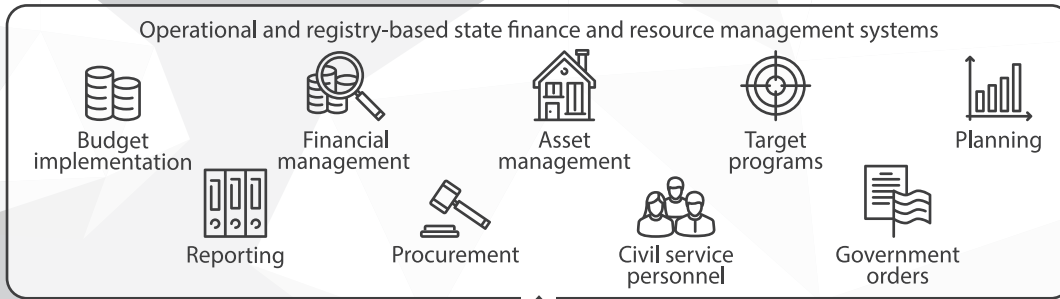 Operational and registry-based state finance and resource management systems
Budget
implementation
Financial
management
Asset
management
Target
programs
Planning
Reporting
Procurement
Civil service
personnel
Government
orders